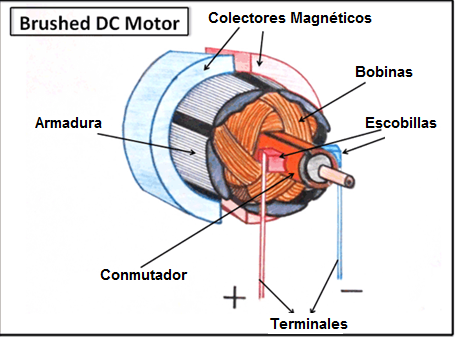 Brushed DC Motor
Colectores Magnéticos
Bobinas
Armadura
Escobillas
Conmutador
+
−
Terminales